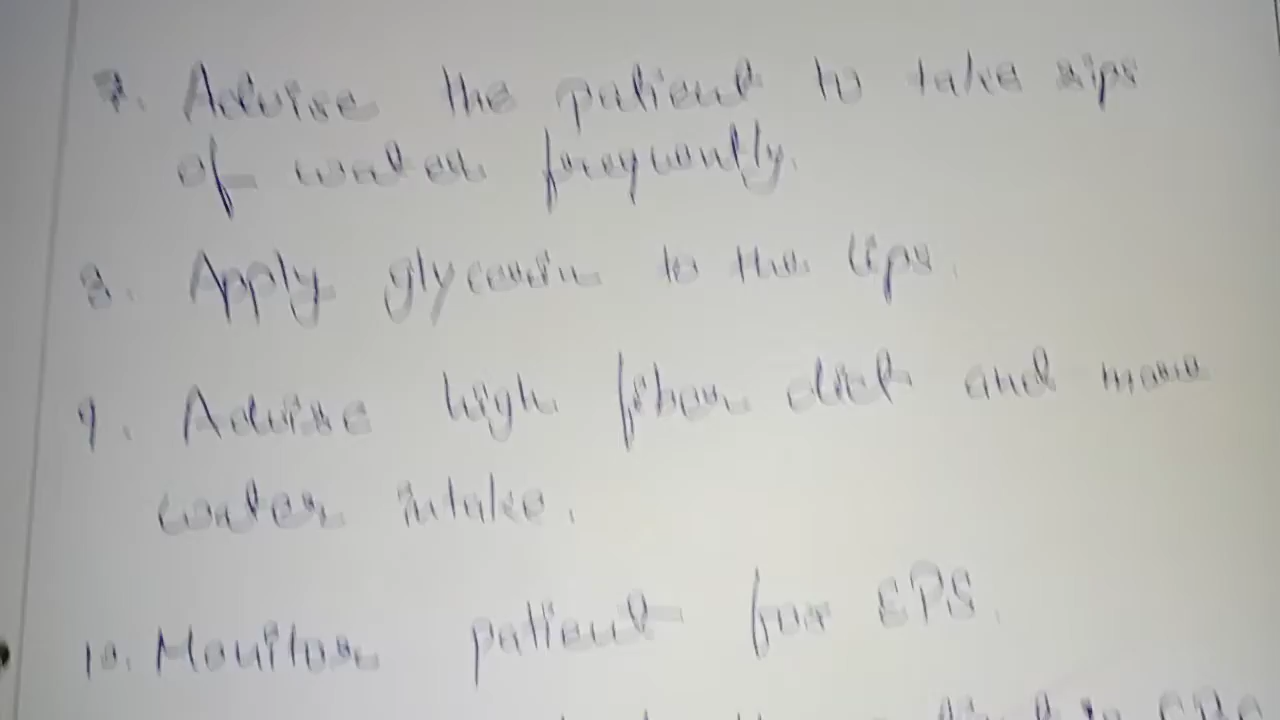 7. Advise the patient to take sips
of water frequently.
8. Apply glycerin to the lips.
9. Advise high fiber diet and more
water intake.
10. Monitor patient for EPS.